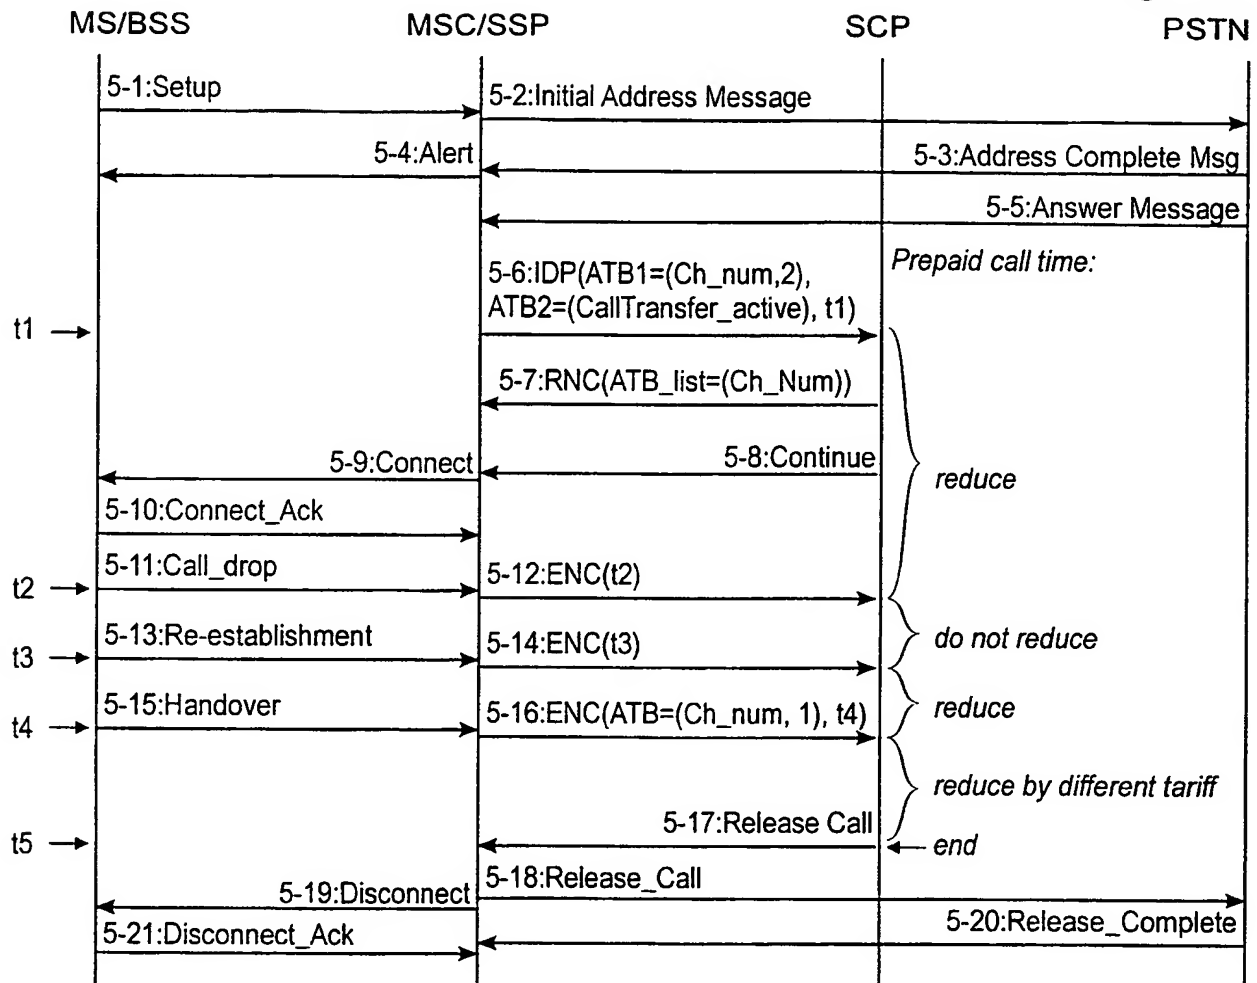 MS/BSS MSC/SSP SCP PSTN
5-1:Setup
5-2:Initial Address Message
5-4:Alert
5-3:Address Complete Msg
5-5:Answer Message
Prepaid call time:
5-6:IDP(ATB1=(Ch_num,2),
ATB2=(CallTransfer_active), t1)
t1
5-7:RNC(ATB_list=(Ch_Num))
5-9:Connect
5-8:Continue
reduce
5-10:Connect_Ack
5-11:Call_drop
5-12:ENC(t2)
t2
5-13:Re-establishment
5-14:ENC(t3)
do not reduce
t3
5-15:Handover
5-16:ENC(ATB=(Ch_num, 1), t4)
reduce
t4
reduce by different tariff
5-17:Release Call
t5
end
5-19:Disconnect
5-18:Release_Call
5-21:Disconnect_Ack
5-20:Release_Complete